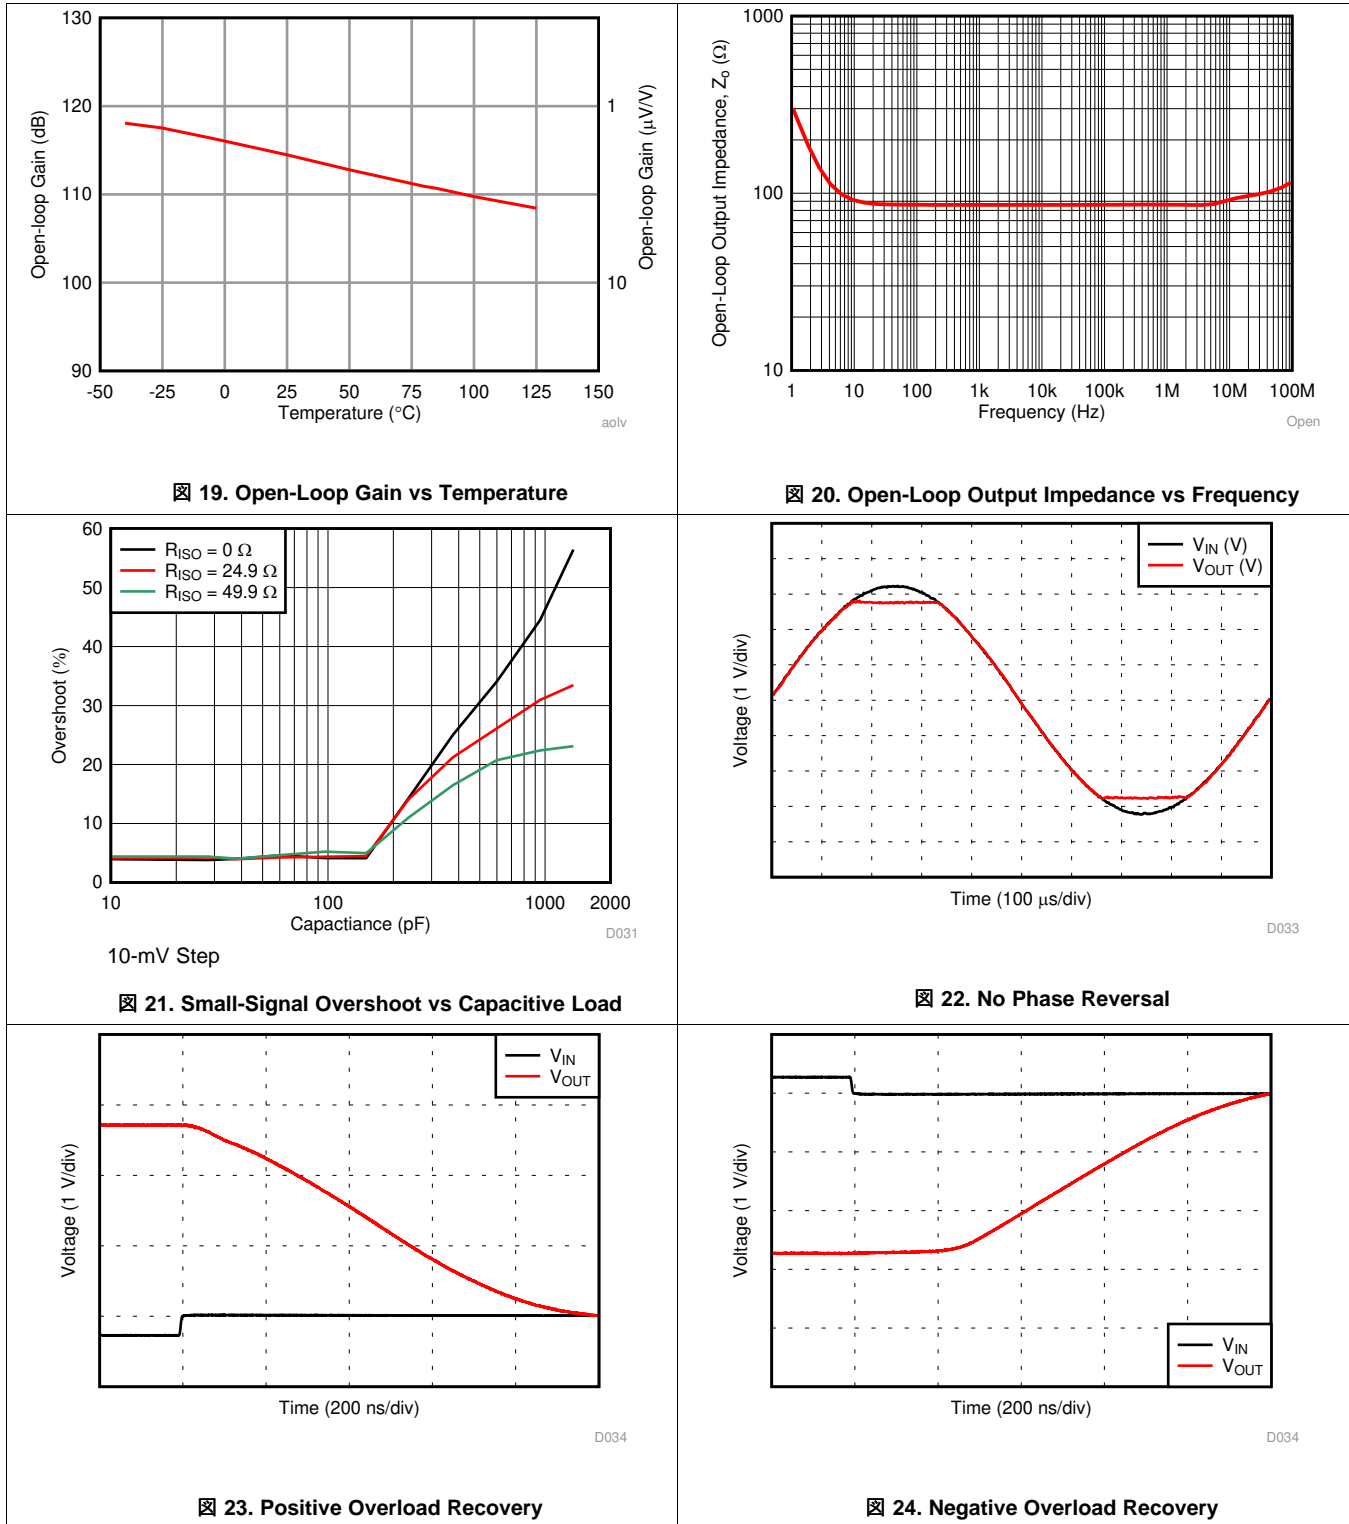 130
120
110
100
90
1
10
Open-loop Gain (dB)
Open-loop Gain (μV/V)
-50 -25 0 25 50 75 100 125 150
Temperature (°C)
aolv
図 19. Open-Loop Gain vs Temperature
1000
100
10
Open-Loop Output Impedance, Zo (Ω)
1 10 100 1k 10k 100k 1M 10M 100M
Frequency (Hz)
Open
図 20. Open-Loop Output Impedance vs Frequency
60
50
40
30
20
10
0
Overshoot (%)
RISO = 0 Ω
RISO = 24.9 Ω
RISO = 49.9 Ω
10 100 1000 2000
Capactiance (pF)
D031
10-mV Step
図 21. Small-Signal Overshoot vs Capacitive Load
VIN (V)
VOUT (V)
Voltage (1 V/div)
Time (100 μs/div)
D033
図 22. No Phase Reversal
VIN
VOUT
Voltage (1 V/div)
Time (200 ns/div)
D034
図 23. Positive Overload Recovery
Voltage (1 V/div)
VIN
VOUT
Time (200 ns/div)
D034
図 24. Negative Overload Recovery